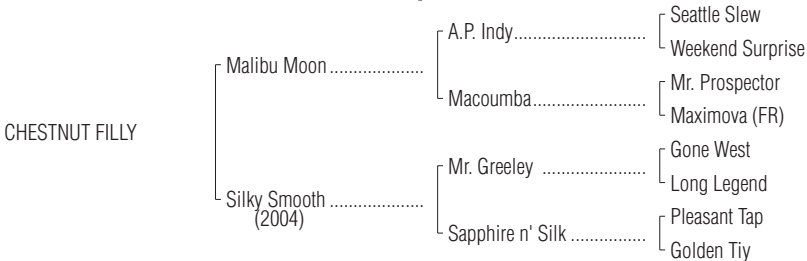 Seattle Slew
A.P. Indy............................
Weekend Surprise
Malibu Moon ....................
Mr. Prospector
Macoumba........................
Maximova (FR)
CHESTNUT FILLY
Gone West
Mr. Greeley ......................
Long Legend
Silky Smooth ....................
(2004)
Pleasant Tap
Sapphire n' Silk ................
Golden Tiy